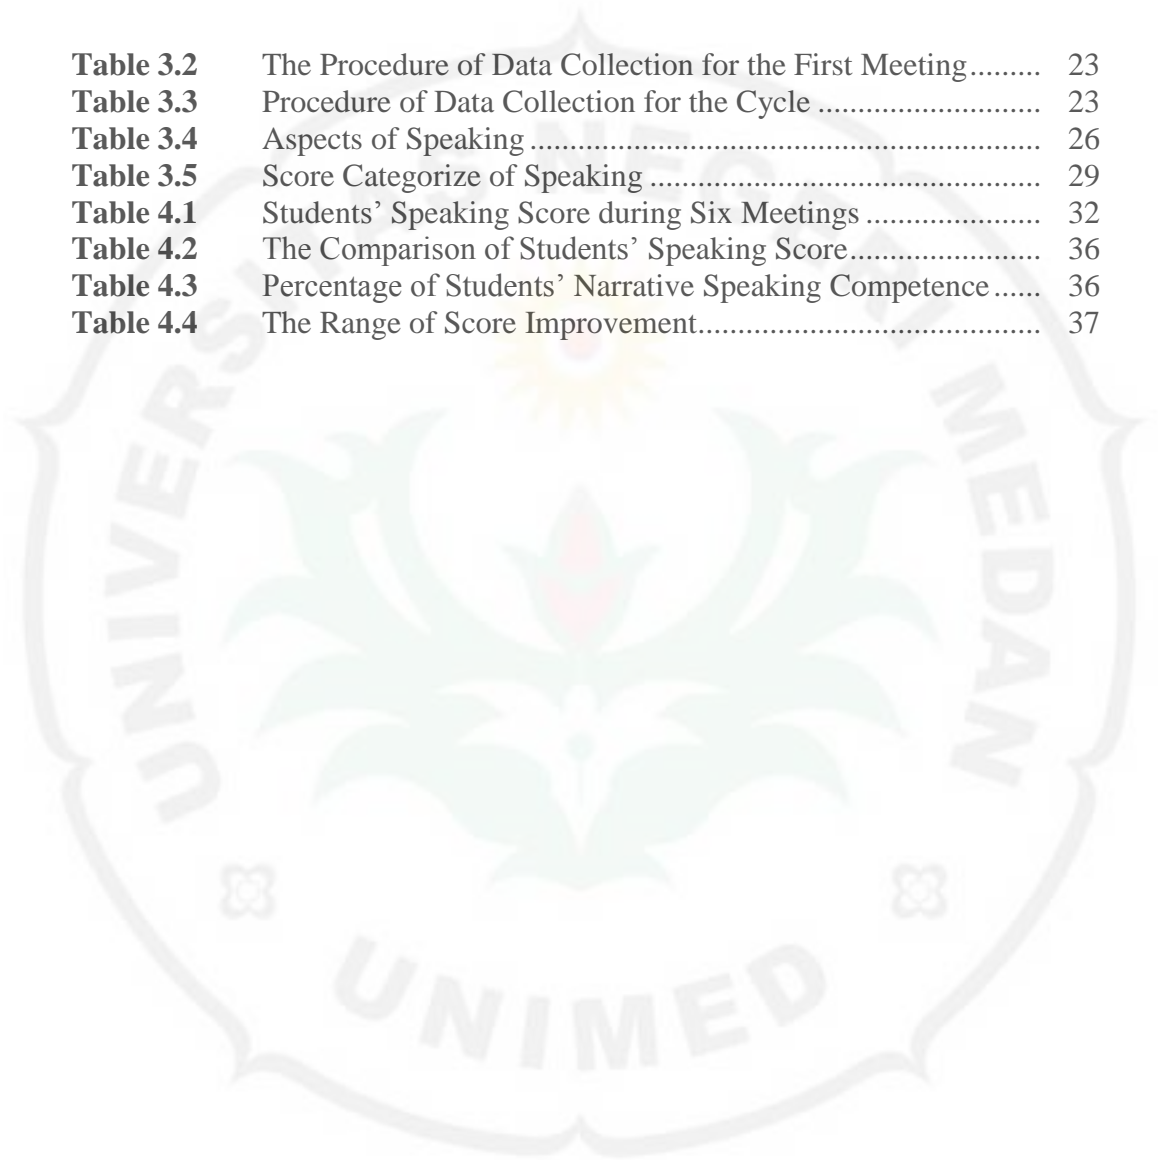 Table 3.2 The Procedure of Data Collection for the First Meeting......... 23
Table 3.3 Procedure of Data Collection for the Cycle ........................... 23
Table 3.4 Aspects of Speaking ............................................................... 26
Table 3.5 Score Categorize of Speaking ................................................ 29
Table 4.1 Students’ Speaking Score during Six Meetings ..................... 32
Table 4.2 The Comparison of Students’ Speaking Score....................... 36
Table 4.3 Percentage of Students’ Narrative Speaking Competence ...... 36
Table 4.4 The Range of Score Improvement.......................................... 37
UNIVERSITAS NEGERI MEDAN
UNIMED